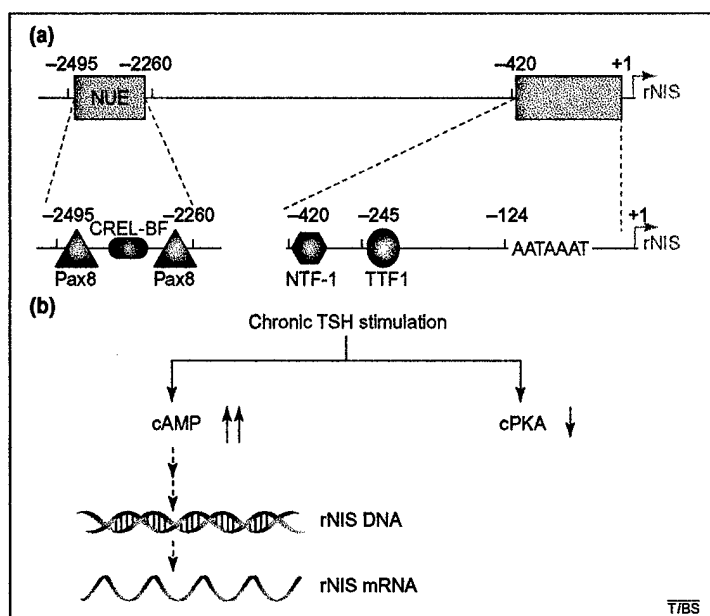 (a)
–2495 –2260 –420 +1
NUE rNIS
–2495 CREL-BF –2260 –420 –245 –124 +1
AATAAAT rNIS
Pax8 Pax8 NTF-1 TTF1
(b)
Chronic TSH stimulation
cAMP cPKA
rNIS DNA
rNIS mRNA
T/BS